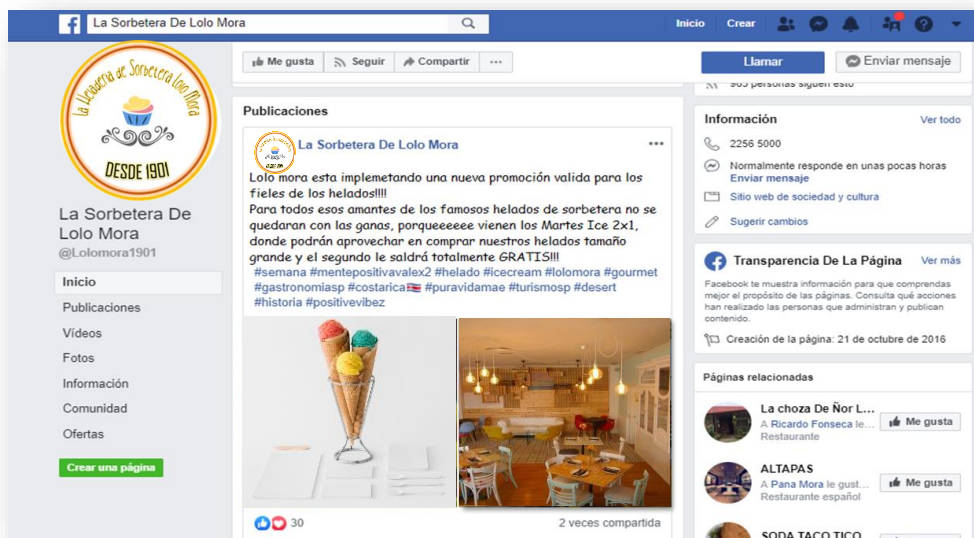 La Sorbetera De Lolo Mora
Inicio
Crear
La Heladería de Sorbetera Lolo Mora
DESDE 1901
La Sorbetera De
Lolo Mora
@Lolomora1901
Inicio
Publicaciones
Vídeos
Fotos
Información
Comunidad
Ofertas
Crear una página
Me gusta
Seguir
Compartir
Publicaciones
La Sorbetera De Lolo Mora
Lolo mora esta implemetando una nueva promoción valida para los
fieles de los helados!!!!
Para todos esos amantes de los famosos helados de sorbetera no se
quedaran con las ganas, porqueeeeee vienen los Martes Ice 2x1,
donde podrán aprovechar en comprar nuestros helados tamaño
grande y el segundo le saldrá totalmente GRATIS!!!
#semana #mentepositivavalex2 #helado #icecream #lolomora #gourmet
#gastronomiasp #costarica🇨🇷 #puravidamae #turismosp #desert
#historia #positivevibez
30
2 veces compartida
Llamar
Enviar mensaje
965 personas siguen esto
Información
Ver todo
2256 5000
Normalmente responde en unas pocas horas
Enviar mensaje
Sitio web de sociedad y cultura
Sugerir cambios
Transparencia De La Página
Ver más
Facebook te muestra información para que comprendas
mejor el propósito de las páginas. Consulta qué acciones
han realizado las personas que administran y publican
contenido.
Creación de la página: 21 de octubre de 2016
Páginas relacionadas
La choza De Ñor L...
A Ricardo Fonseca le...
Restaurante
Me gusta
ALTAPAS
A Pana Mora le gust...
Restaurante español
Me gusta
SODA TACO TICO